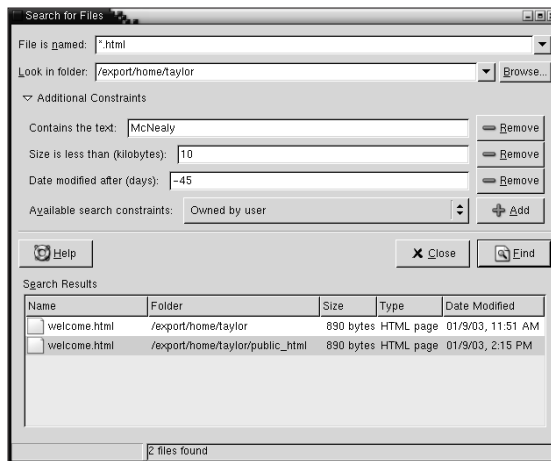 Search for Files
File is named: *.html
Look in folder: /export/home/taylor Browse...
Additional Constraints
Contains the text: McNealy Remove
Size is less than (kilobytes): 10 Remove
Date modified after (days): -45 Remove
Available search constraints: Owned by user Add
Help Close Find
Search Results
Name Folder Size Type Date Modified
welcome.html /export/home/taylor 890 bytes HTML page 01/9/03, 11:51 AM
welcome.html /export/home/taylor/public_html 890 bytes HTML page 01/9/03, 2:15 PM
2 files found